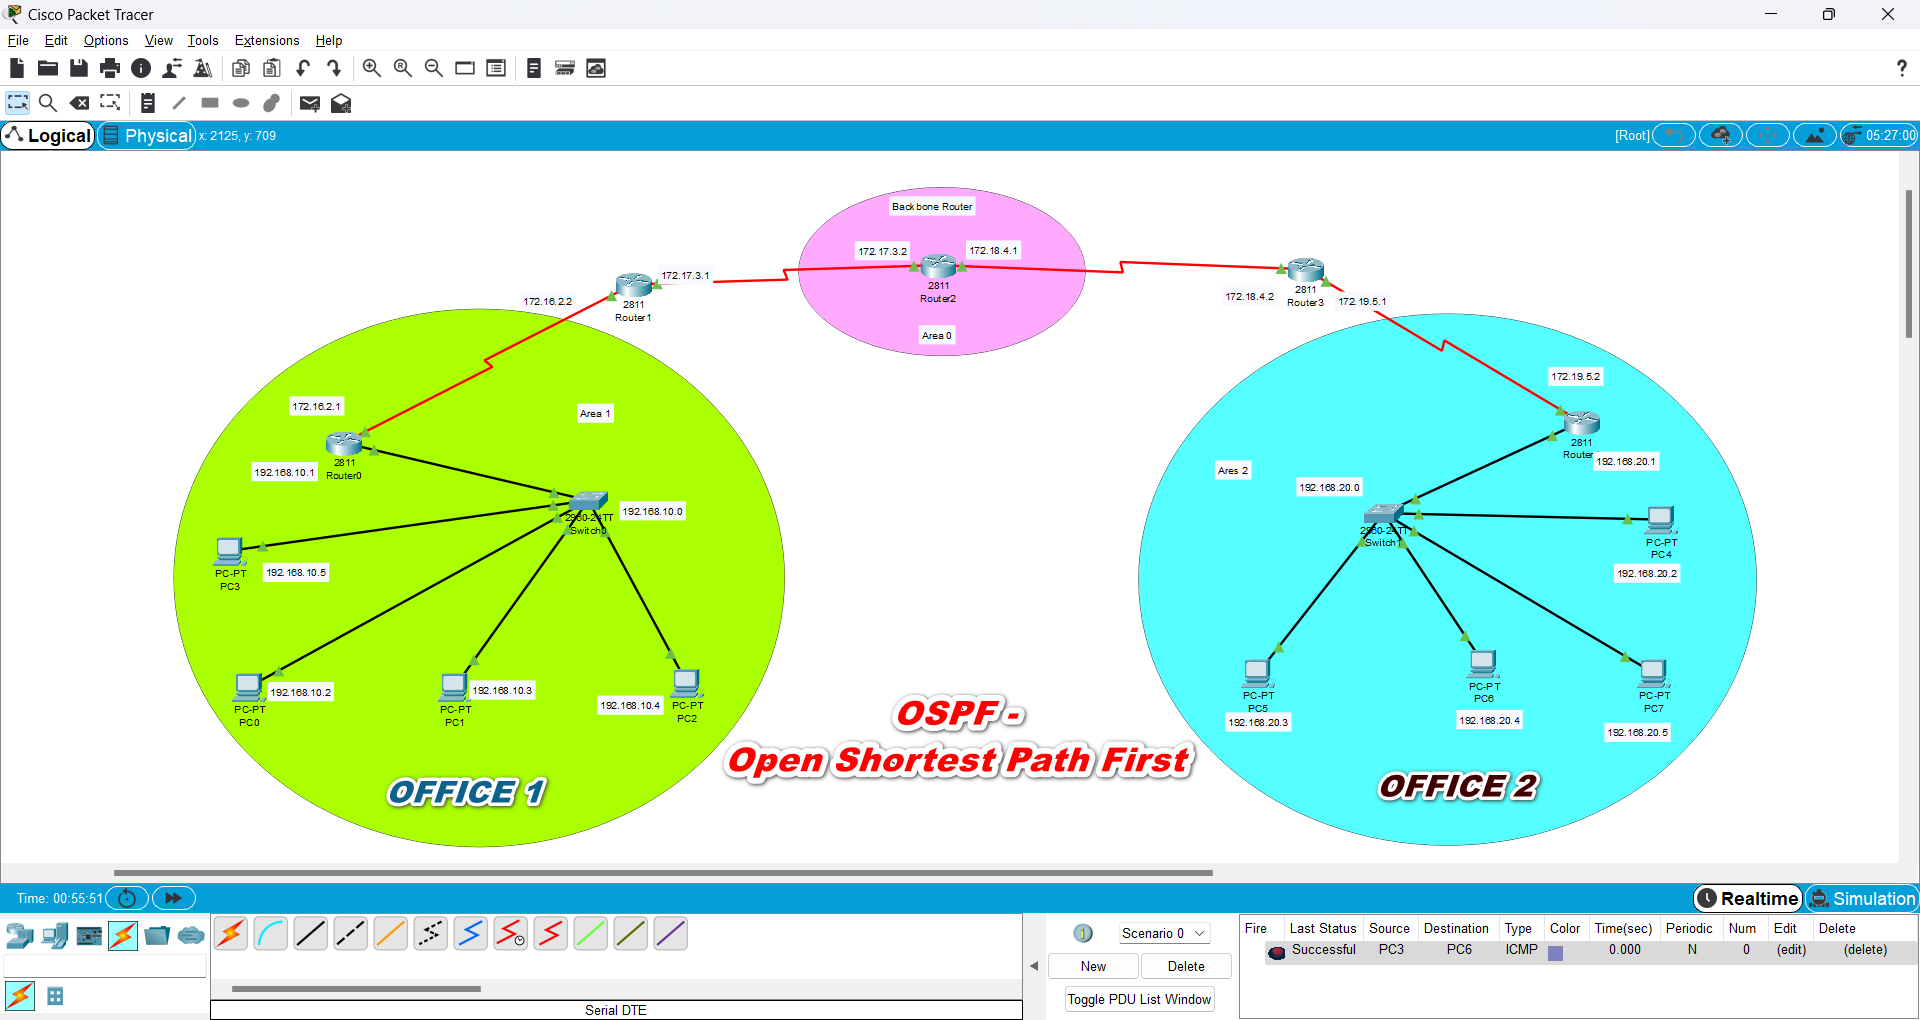 Cisco Packet Tracer
File Edit Options View Tools Extensions Help
Logical Physical x: 2125, y: 709 [Root] 05:27:00
Backbone Router
172.17.3.2 172.18.4.1
2811
Router2
Area 0
172.17.3.1
172.16.2.2
2811
Router1
2811
Router3
172.18.4.2
172.19.5.1
172.16.2.1
Area 1
2811
Router0
192.168.10.1
2960-24TT
Switch0
192.168.10.0
PC-PT
PC3
192.168.10.5
PC-PT
PC0
192.168.10.2
PC-PT
PC1
192.168.10.3
PC-PT
PC2
192.168.10.4
OFFICE 1
OSPF -
Open Shortest Path First
172.19.5.2
2811
Router
192.168.20.1
Ares 2
192.168.20.0
2960-24TT
Switch1
PC-PT
PC4
192.168.20.2
PC-PT
PC5
192.168.20.3
PC-PT
PC6
192.168.20.4
PC-PT
PC7
192.168.20.5
OFFICE 2
Time: 00:55:51 Realtime Simulation
Scenario 0
New Delete
Toggle PDU List Window
Serial DTE
Fire Last Status Source Destination Type Color Time(sec) Periodic Num Edit Delete
Successful PC3 PC6 ICMP 0.000 N 0 (edit) (delete)